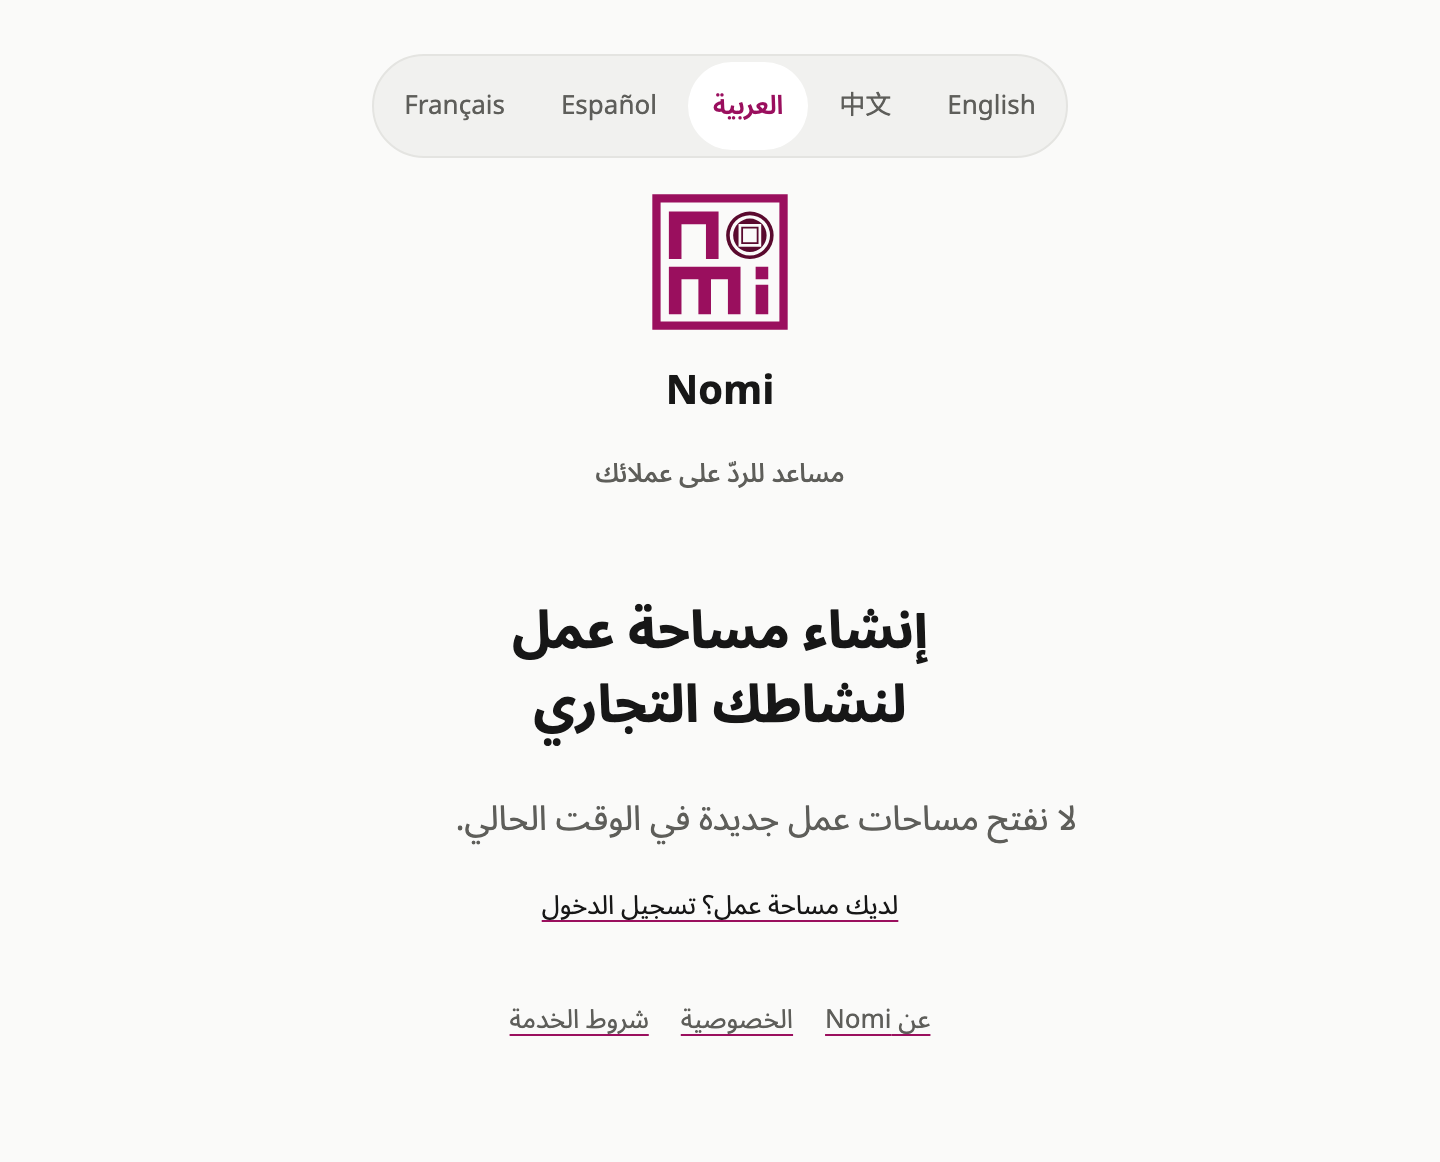 English
中文
العربية
Español
Français
nomi
Nomi
مساعد للردّ على عملائك
إنشاء مساحة عمل
لنشاطك التجاري
لا نفتح مساحات عمل جديدة في الوقت الحالي.
لديك مساحة عمل؟ تسجيل الدخول
عن Nomi الخصوصية شروط الخدمة